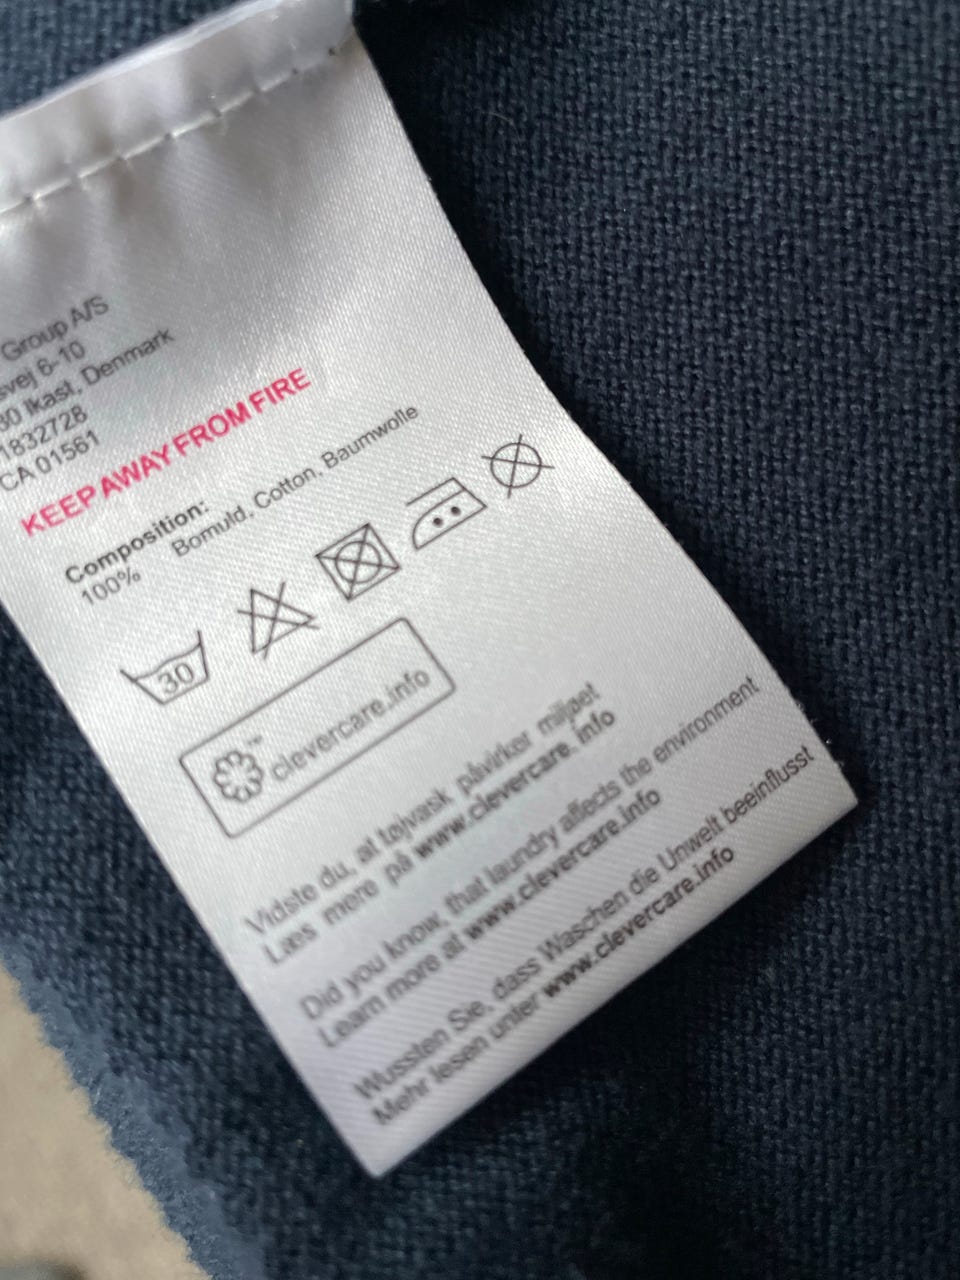 Group A/S
svej 6-10
30 Ikast, Denmark
1832728
CA 01561
KEEP AWAY FROM FIRE
Composition:
100% Bomuld, Cotton, Baumwolle
30
clevercare.info
™
Vidste du, at tøjvask påvirker miljøet
Læs mere på www.clevercare.info
Did you know, that laundry affects the environment
Learn more at www.clevercare.info
Wussten Sie, dass Waschen die Unwelt beeinflusst
Mehr lesen unter www.clevercare.info